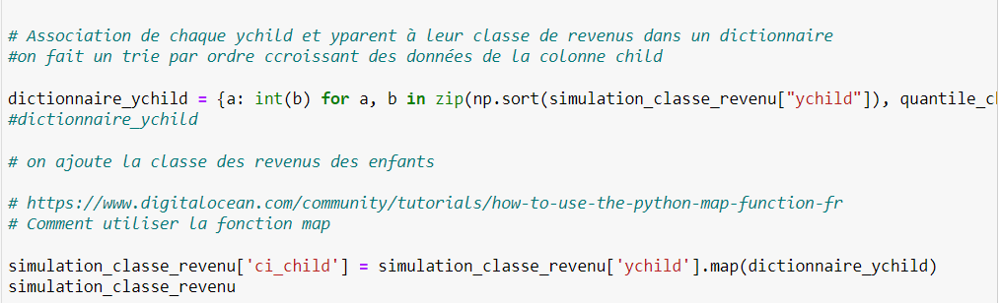 # Association de chaque ychild et yparent à leur classe de revenus dans un dictionnaire
#on fait un trie par ordre ccroissant des données de la colonne child
dictionnaire_ychild = {a: int(b) for a, b in zip(np.sort(simulation_classe_revenu["ychild"]),
#dictionnaire_ychild
# on ajoute la classe des revenus des enfants
# https://www.digitalocean.com/community/tutorials/how-to-use-the-python-map-function-fr
# Comment utiliser la fonction map
simulation_classe_revenu['ci_child'] = simulation_classe_revenu['ychild'].map(dictionnaire_ychild)
simulation_classe_revenu